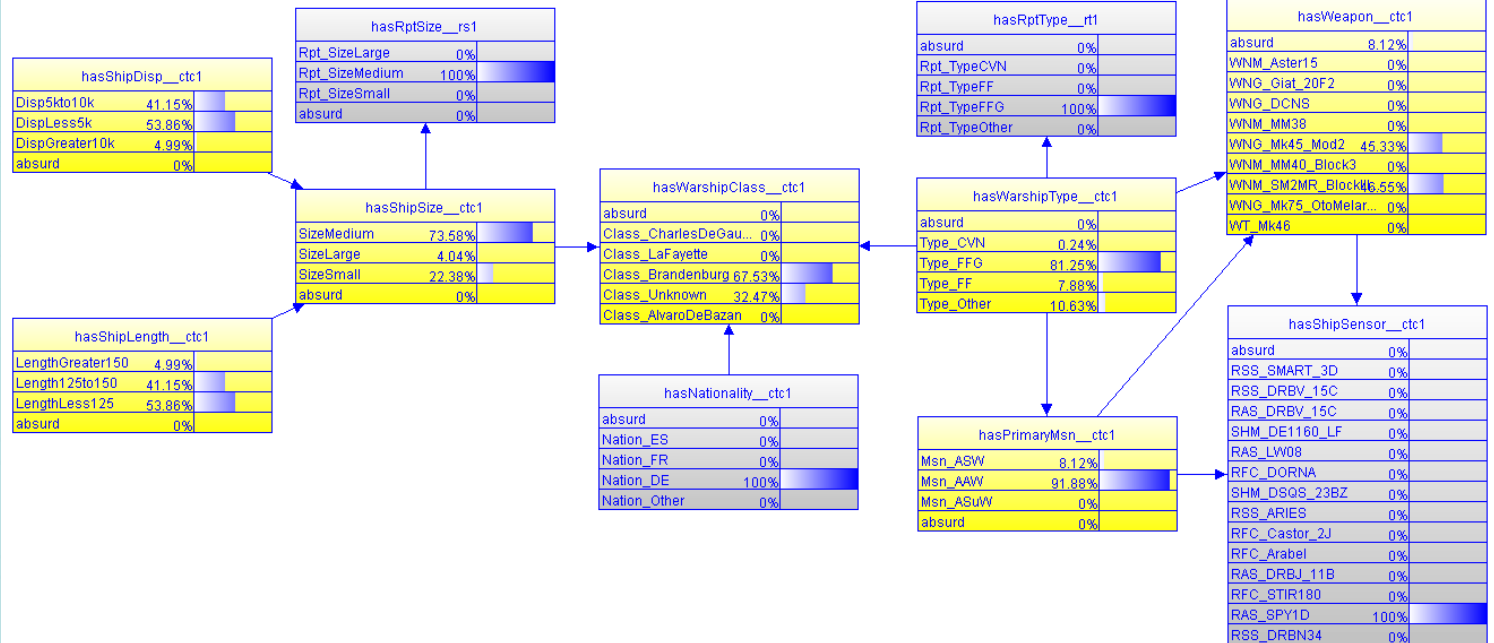 hasShipDisp__ctc1
Disp5kto10k 41.15%
DispLess5k 53.86%
DispGreater10k 4.99%
absurd 0%
hasRptSize__rs1
Rpt_SizeLarge 0%
Rpt_SizeMedium 100%
Rpt_SizeSmall 0%
absurd 0%
hasShipSize__ctc1
SizeMedium 73.58%
SizeLarge 4.04%
SizeSmall 22.38%
absurd 0%
hasShipLength__ctc1
LengthGreater150 4.99%
Length125to150 41.15%
LengthLess125 53.86%
absurd 0%
hasWarshipClass__ctc1
absurd 0%
Class_CharlesDeGau... 0%
Class_LaFayette 0%
Class_Brandenburg 67.53%
Class_Unknown 32.47%
Class_AlvaroDeBazan 0%
hasNationality__ctc1
absurd 0%
Nation_ES 0%
Nation_FR 0%
Nation_DE 100%
Nation_Other 0%
hasRptType__rt1
absurd 0%
Rpt_TypeCVN 0%
Rpt_TypeFF 0%
Rpt_TypeFFG 100%
Rpt_TypeOther 0%
hasWarshipType__ctc1
absurd 0%
Type_CVN 0.24%
Type_FFG 81.25%
Type_FF 7.88%
Type_Other 10.63%
hasPrimaryMsn__ctc1
Msn_ASW 8.12%
Msn_AAW 91.88%
Msn_ASuW 0%
absurd 0%
hasWeapon__ctc1
absurd 8.12%
WNM_Aster15 0%
WNG_Giat_20F2 0%
WNG_DCNS 0%
WNM_MM38 0%
WNG_Mk45_Mod2 45.33%
WNM_MM40_Block3 0%
46.55%
WNG_Mk75_OtoMelar... 0%
WT_Mk46 0%
hasShipSensor__ctc1
absurd 0%
RSS_SMART_3D 0%
RSS_DRBV_15C 0%
RAS_DRBV_15C 0%
SHM_DE1160_LF 0%
RAS_LW08 0%
RFC_DORNA 0%
SHM_DSQS_23BZ 0%
RSS_ARIES 0%
RFC_Castor_2J 0%
RFC_Arabel 0%
RAS_DRBJ_11B 0%
RFC_STIR180 0%
RAS_SPY1D 100%
RSS_DRBN34 0%